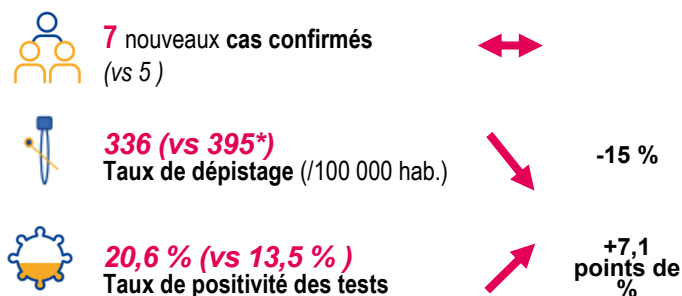 7 nouveaux cas confirmés
(vs 5 )
336 (vs 395*)
Taux de dépistage (/100 000 hab.)
-15 %
20,6 % (vs 13,5 % )
Taux de positivité des tests
+7,1
points de
%